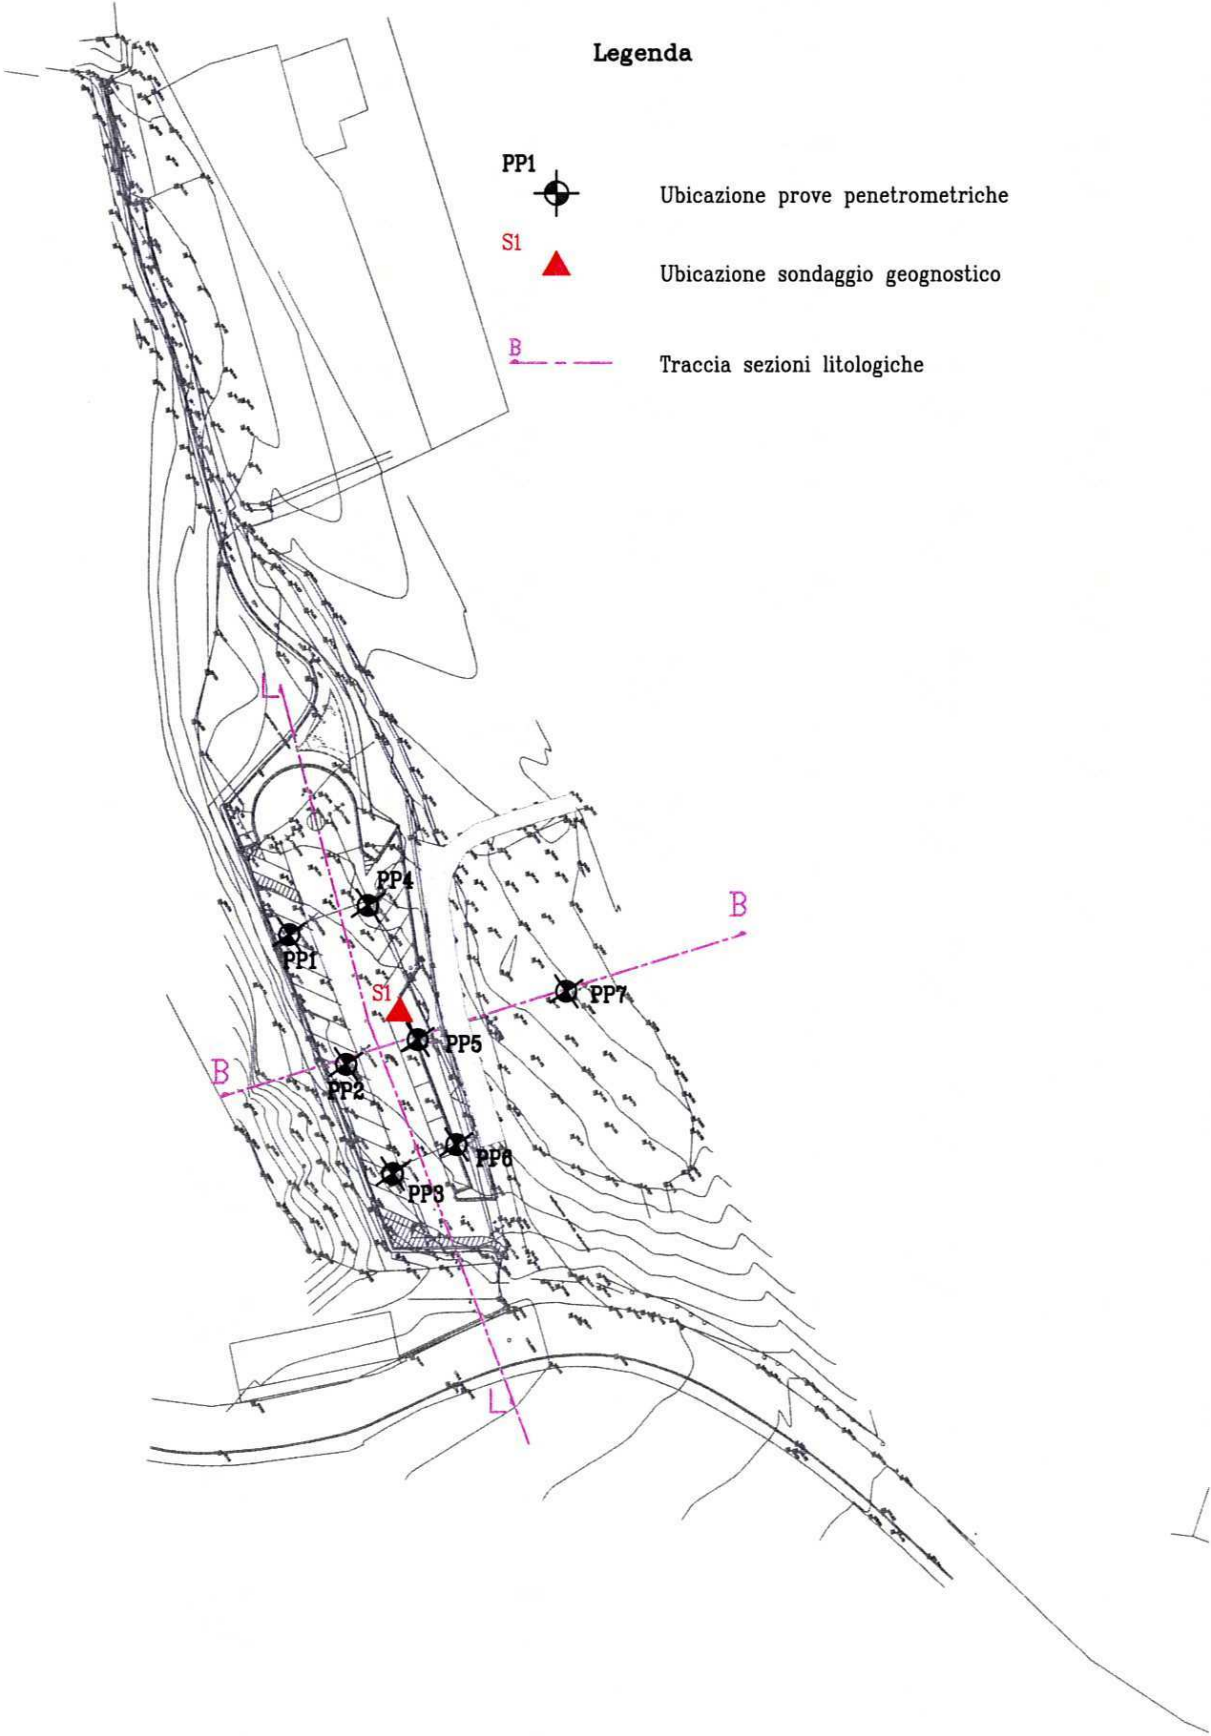 Legenda
PP1
Ubicazione prove penetrometriche
S1
Ubicazione sondaggio geognostico
B
Traccia sezioni litologiche
L
PP4
B
PP1
S1
PP7
PP5
B
PP2
PP6
PP3
L